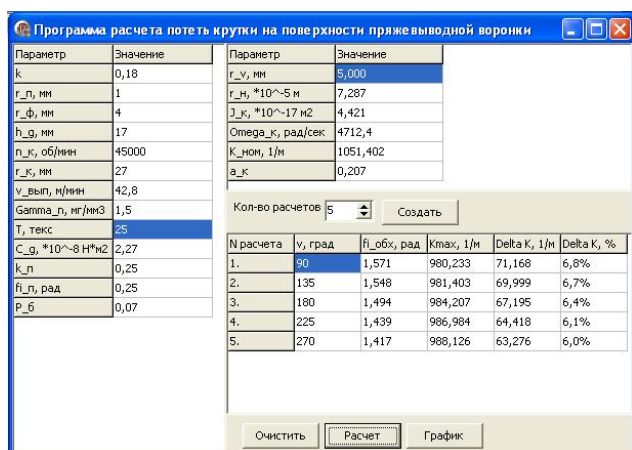 Программа расчета потеть крутки на поверхности пряжевыводной воронки
Параметр Значение
k 0,18
r_п, мм 1
r_ф, мм 4
h_g, мм 17
n_к, об/мин 45000
r_к, мм 27
v_вып, м/мин 42,8
Gamma_п, мг/мм3 1,5
T, текс 25
C_g, *10^-8 Н*м2 2,27
k_п 0,25
fi_п, рад 0,25
P_б 0,07
Параметр Значение
r_v, мм 5,000
r_н, *10^-5 м 7,287
J_к, *10^-17 м2 4,421
Omega_к, рад/сек 4712,4
K_ном, 1/м 1051,402
a_к 0,207
Кол-во расчетов 5 Создать
N расчета v, град fi_обх, рад Kmax, 1/м Delta K, 1/м Delta K, %
1. 90 1,571 980,233 71,168 6,8%
2. 135 1,548 981,403 69,999 6,7%
3. 180 1,494 984,207 67,195 6,4%
4. 225 1,439 986,984 64,418 6,1%
5. 270 1,417 988,126 63,276 6,0%
Очистить Расчет График